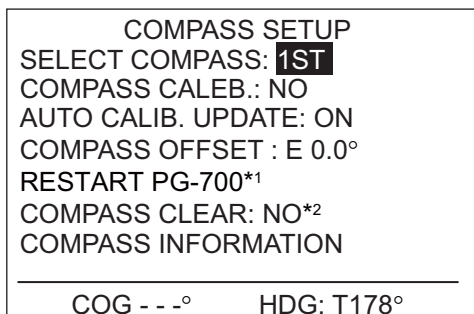 COMPASS SETUP
SELECT COMPASS: 1ST
COMPASS CALEB.: NO
AUTO CALIB. UPDATE: ON
COMPASS OFFSET : E 0.0°
RESTART PG-700*1
COMPASS CLEAR: NO*2
COMPASS INFORMATION
COG - - -° HDG: T178°